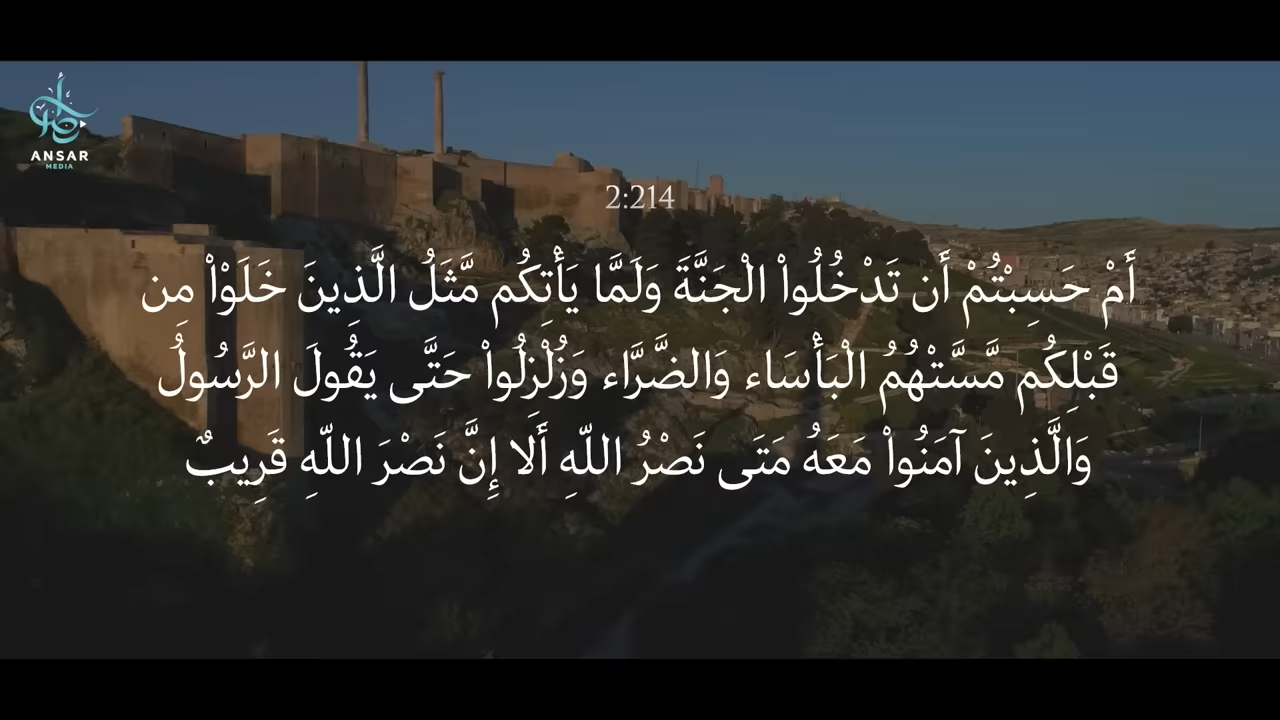 ANSAR
MEDIA
2:214
أَمْ حَسِبْتُمْ أَن تَدْخُلُواْ الْجَنَّةَ وَلَمَّا يَأْتِكُم مَّثَلُ الَّذِينَ خَلَوْاْ مِن
قَبْلِكُم مَّسَّتْهُمُ الْبَأْسَاء وَالضَّرَّاء وَزُلْزِلُواْ حَتَّى يَقُولَ الرَّسُولُ
وَالَّذِينَ آمَنُواْ مَعَهُ مَتَى نَصْرُ اللّهِ أَلا إِنَّ نَصْرَ اللّهِ قَرِيبٌ